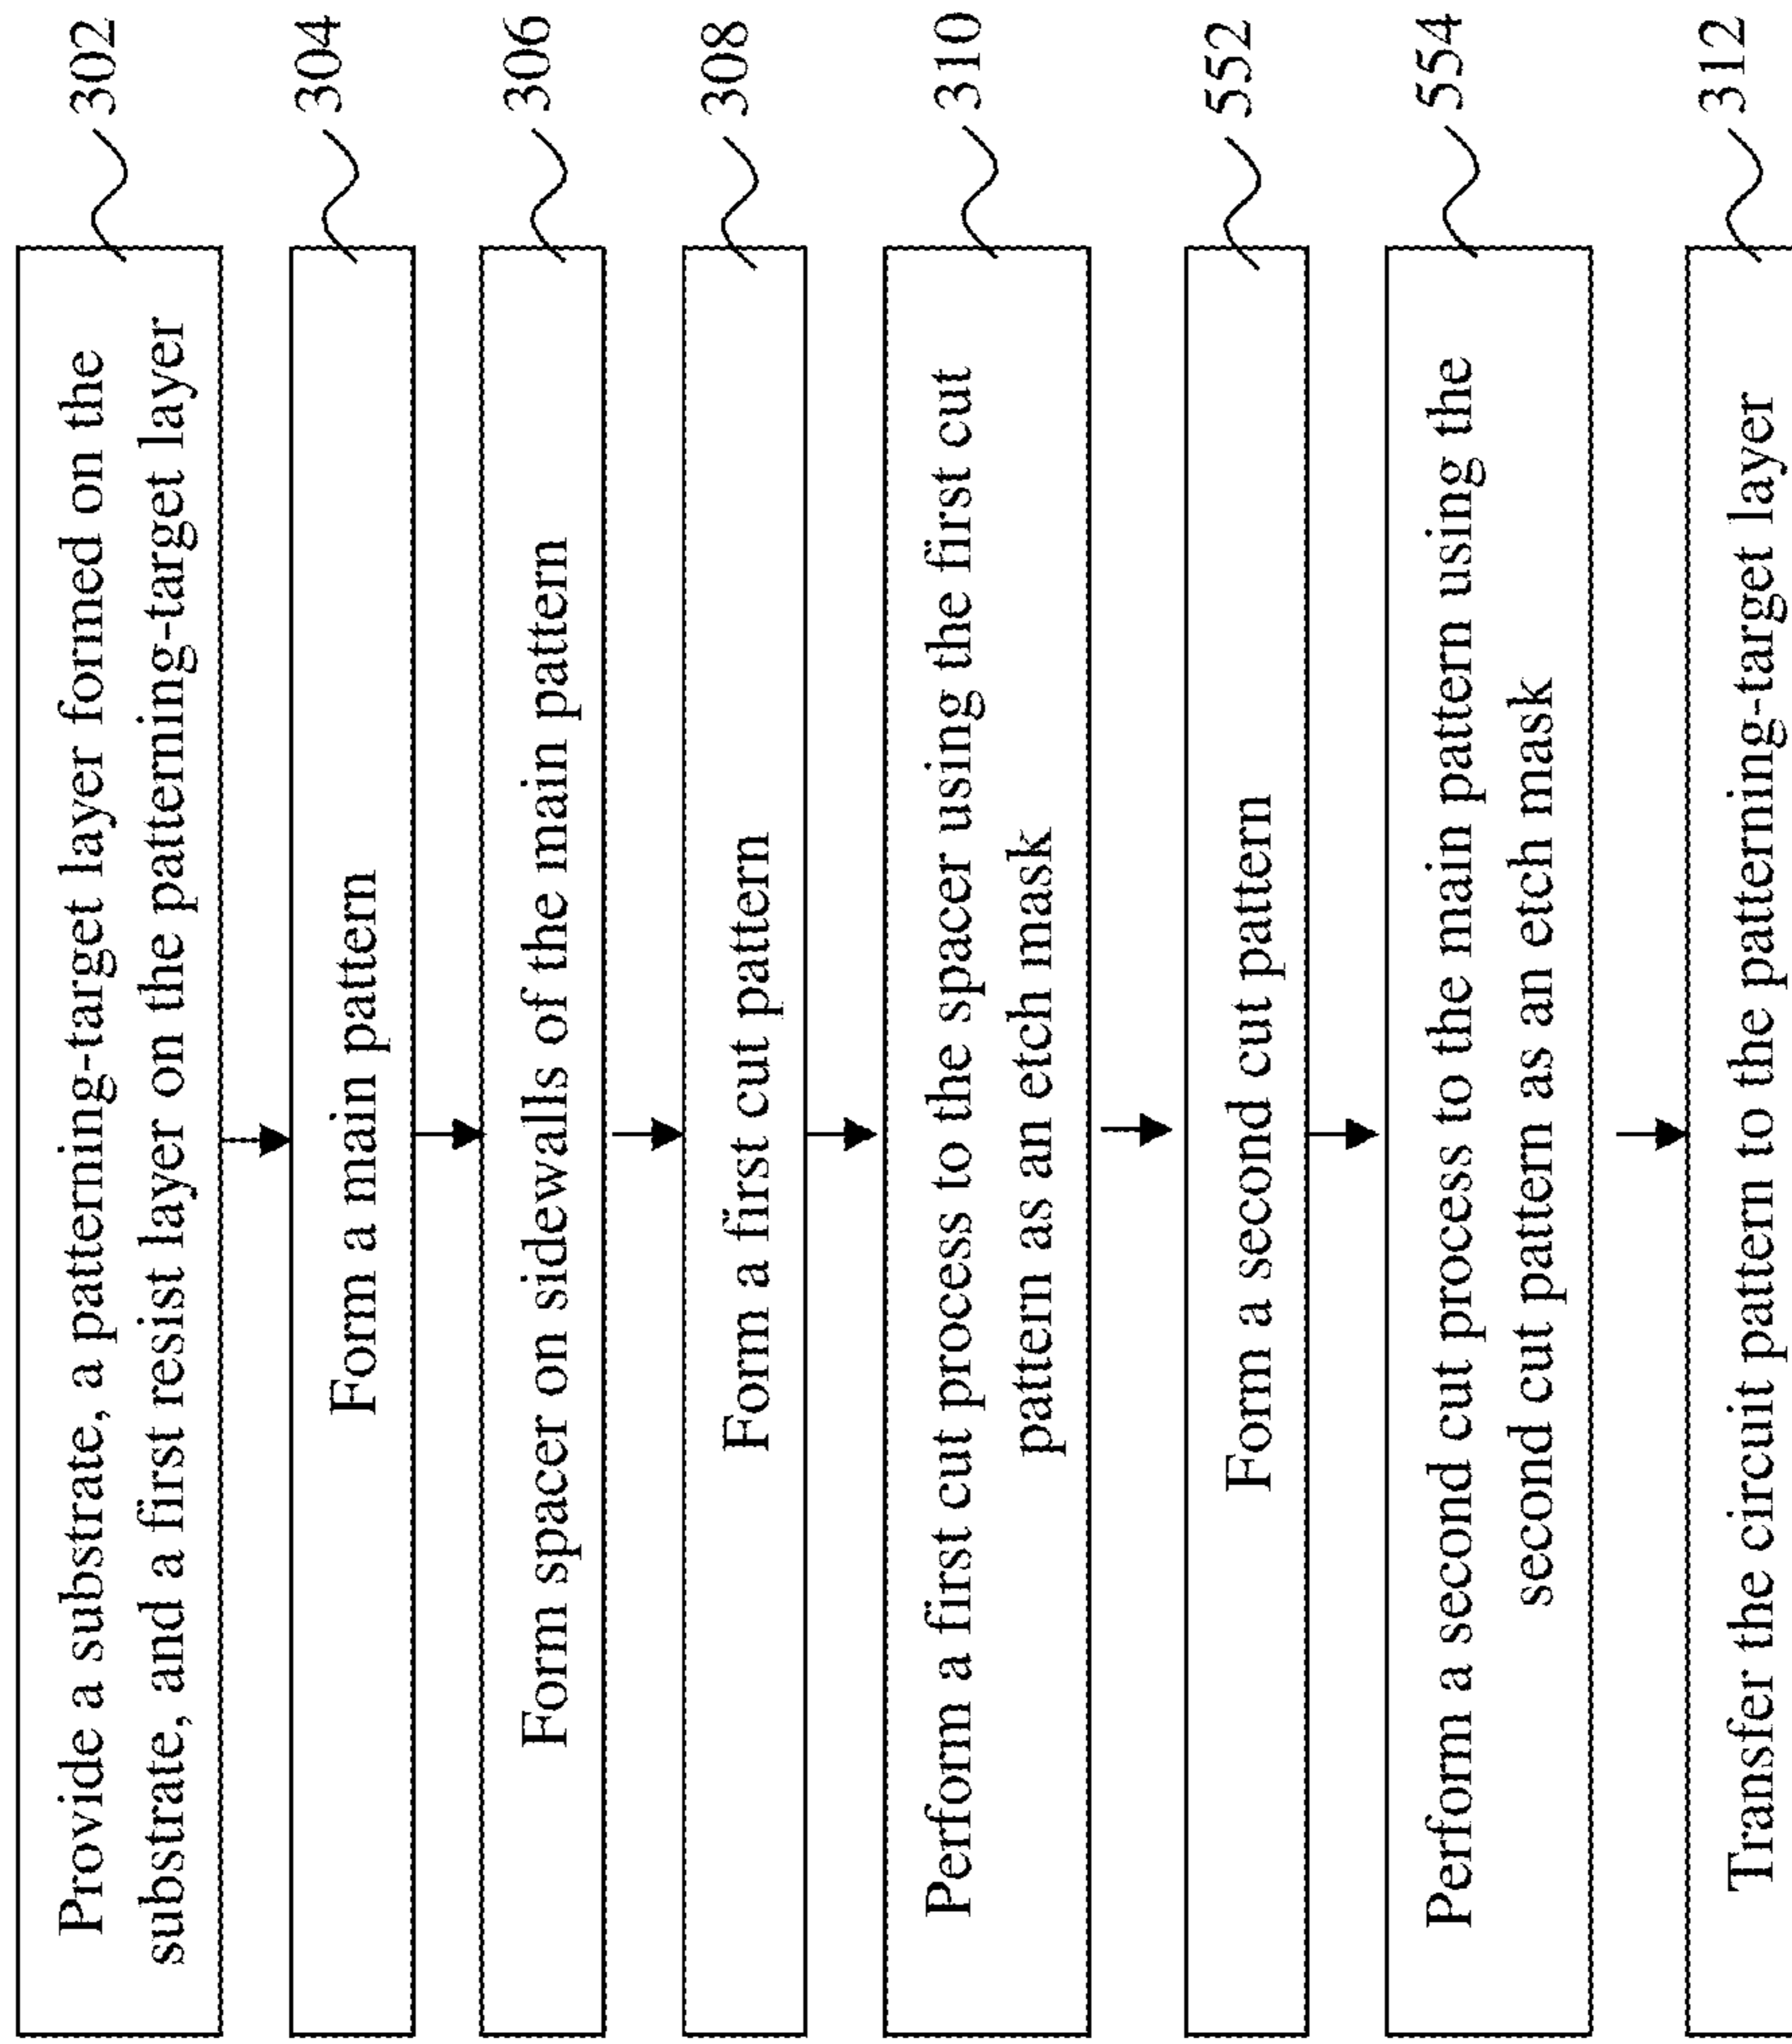 Provide a substrate, a patterning-target layer formed on the
substrate, and a first resist layer on the patterning-target layer
302
Form a main pattern
304
Form spacer on sidewalls of the main pattern
306
Form a first cut pattern
308
Perform a first cut process to the spacer using the first cut
pattern as an etch mask
310
Form a second cut pattern
552
Perform a second cut process to the main pattern using the
second cut pattern as an etch mask
554
Transfer the circuit pattern to the patterning-target layer
312